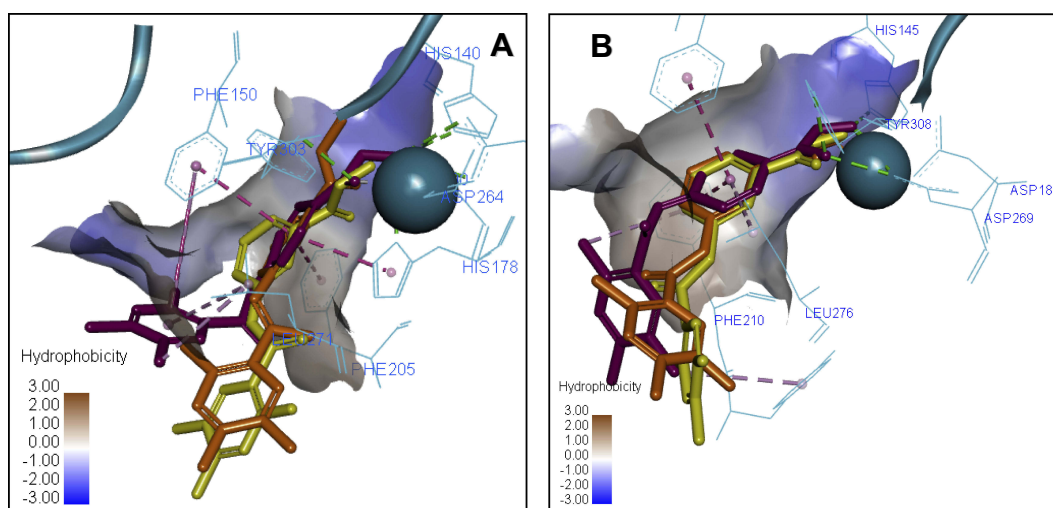 A
HIS140
PHE150
TYR303
ASP264
HIS178
LEU271
PHE205
Hydrophobicity
3.00
2.00
1.00
0.00
-1.00
-2.00
-3.00
B
HIS145
TYR308
ASP18
ASP269
LEU276
PHE210
Hydrophobicity
3.00
2.00
1.00
0.00
-1.00
-2.00
-3.00